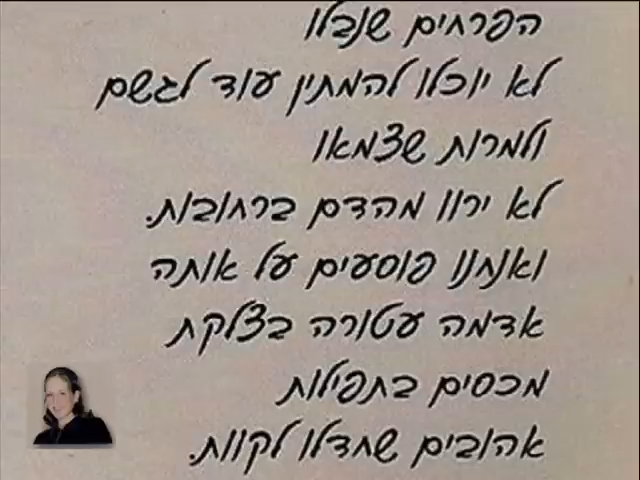 הפרחים שנבלו
לא יוכלו להמתין עוד לגשם
ולמרות שצמאו
לא ירוו מהדם ברחובות.
ואנחנו פוסעים על אותה
אדמה עטורה בצלקת
מכסים בתפילות
אהובים שחדלו לקוות.